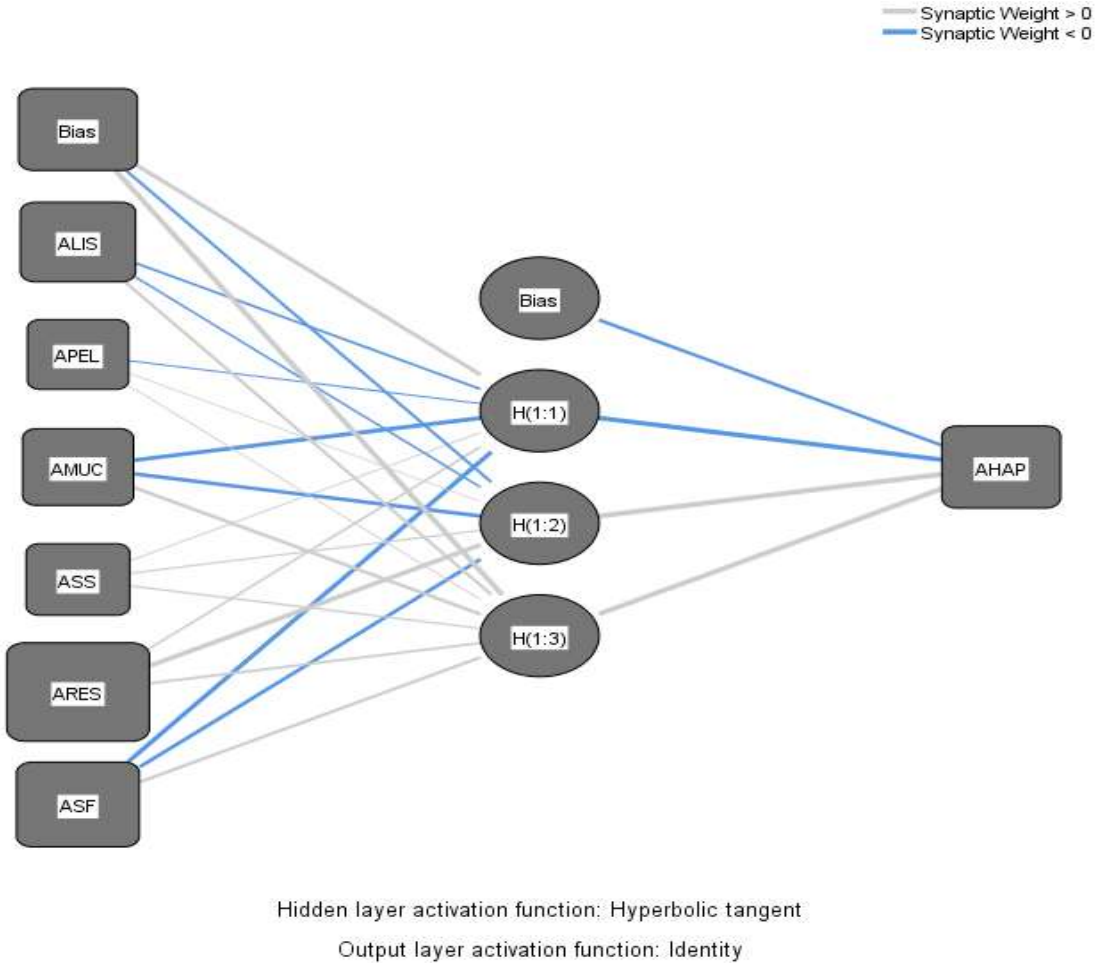 Synaptic Weight > 0
Synaptic Weight < 0
Bias
ALIS
APEL
AMUC
ASS
ARES
ASF
Bias
H(1:1)
H(1:2)
H(1:3)
AHAP
Hidden layer activation function: Hyperbolic tangent
Output layer activation function: Identity